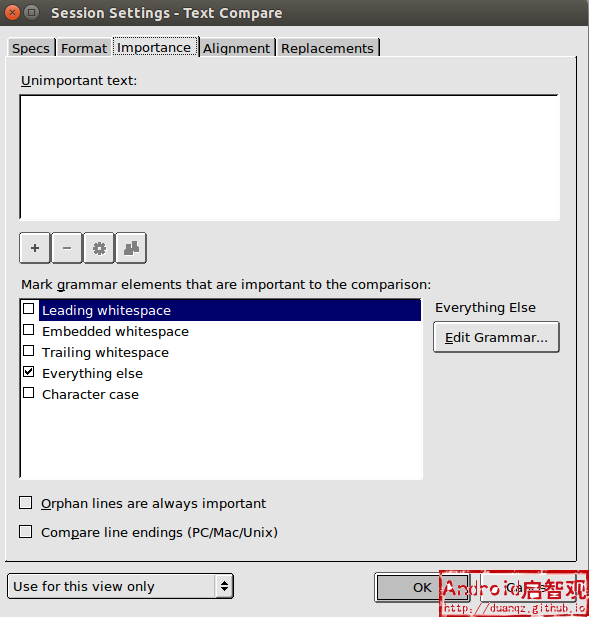 Session Settings - Text Compare
Specs Format Importance Alignment Replacements
Unimportant text:
+ -
Mark grammar elements that are important to the comparison:
Leading whitespace
Embedded whitespace
Trailing whitespace
Everything else
Character case
Everything Else
Edit Grammar...
Orphan lines are always important
Compare line endings (PC/Mac/Unix)
Use for this view only
OK
Android启智观
http://duanqz.github.io